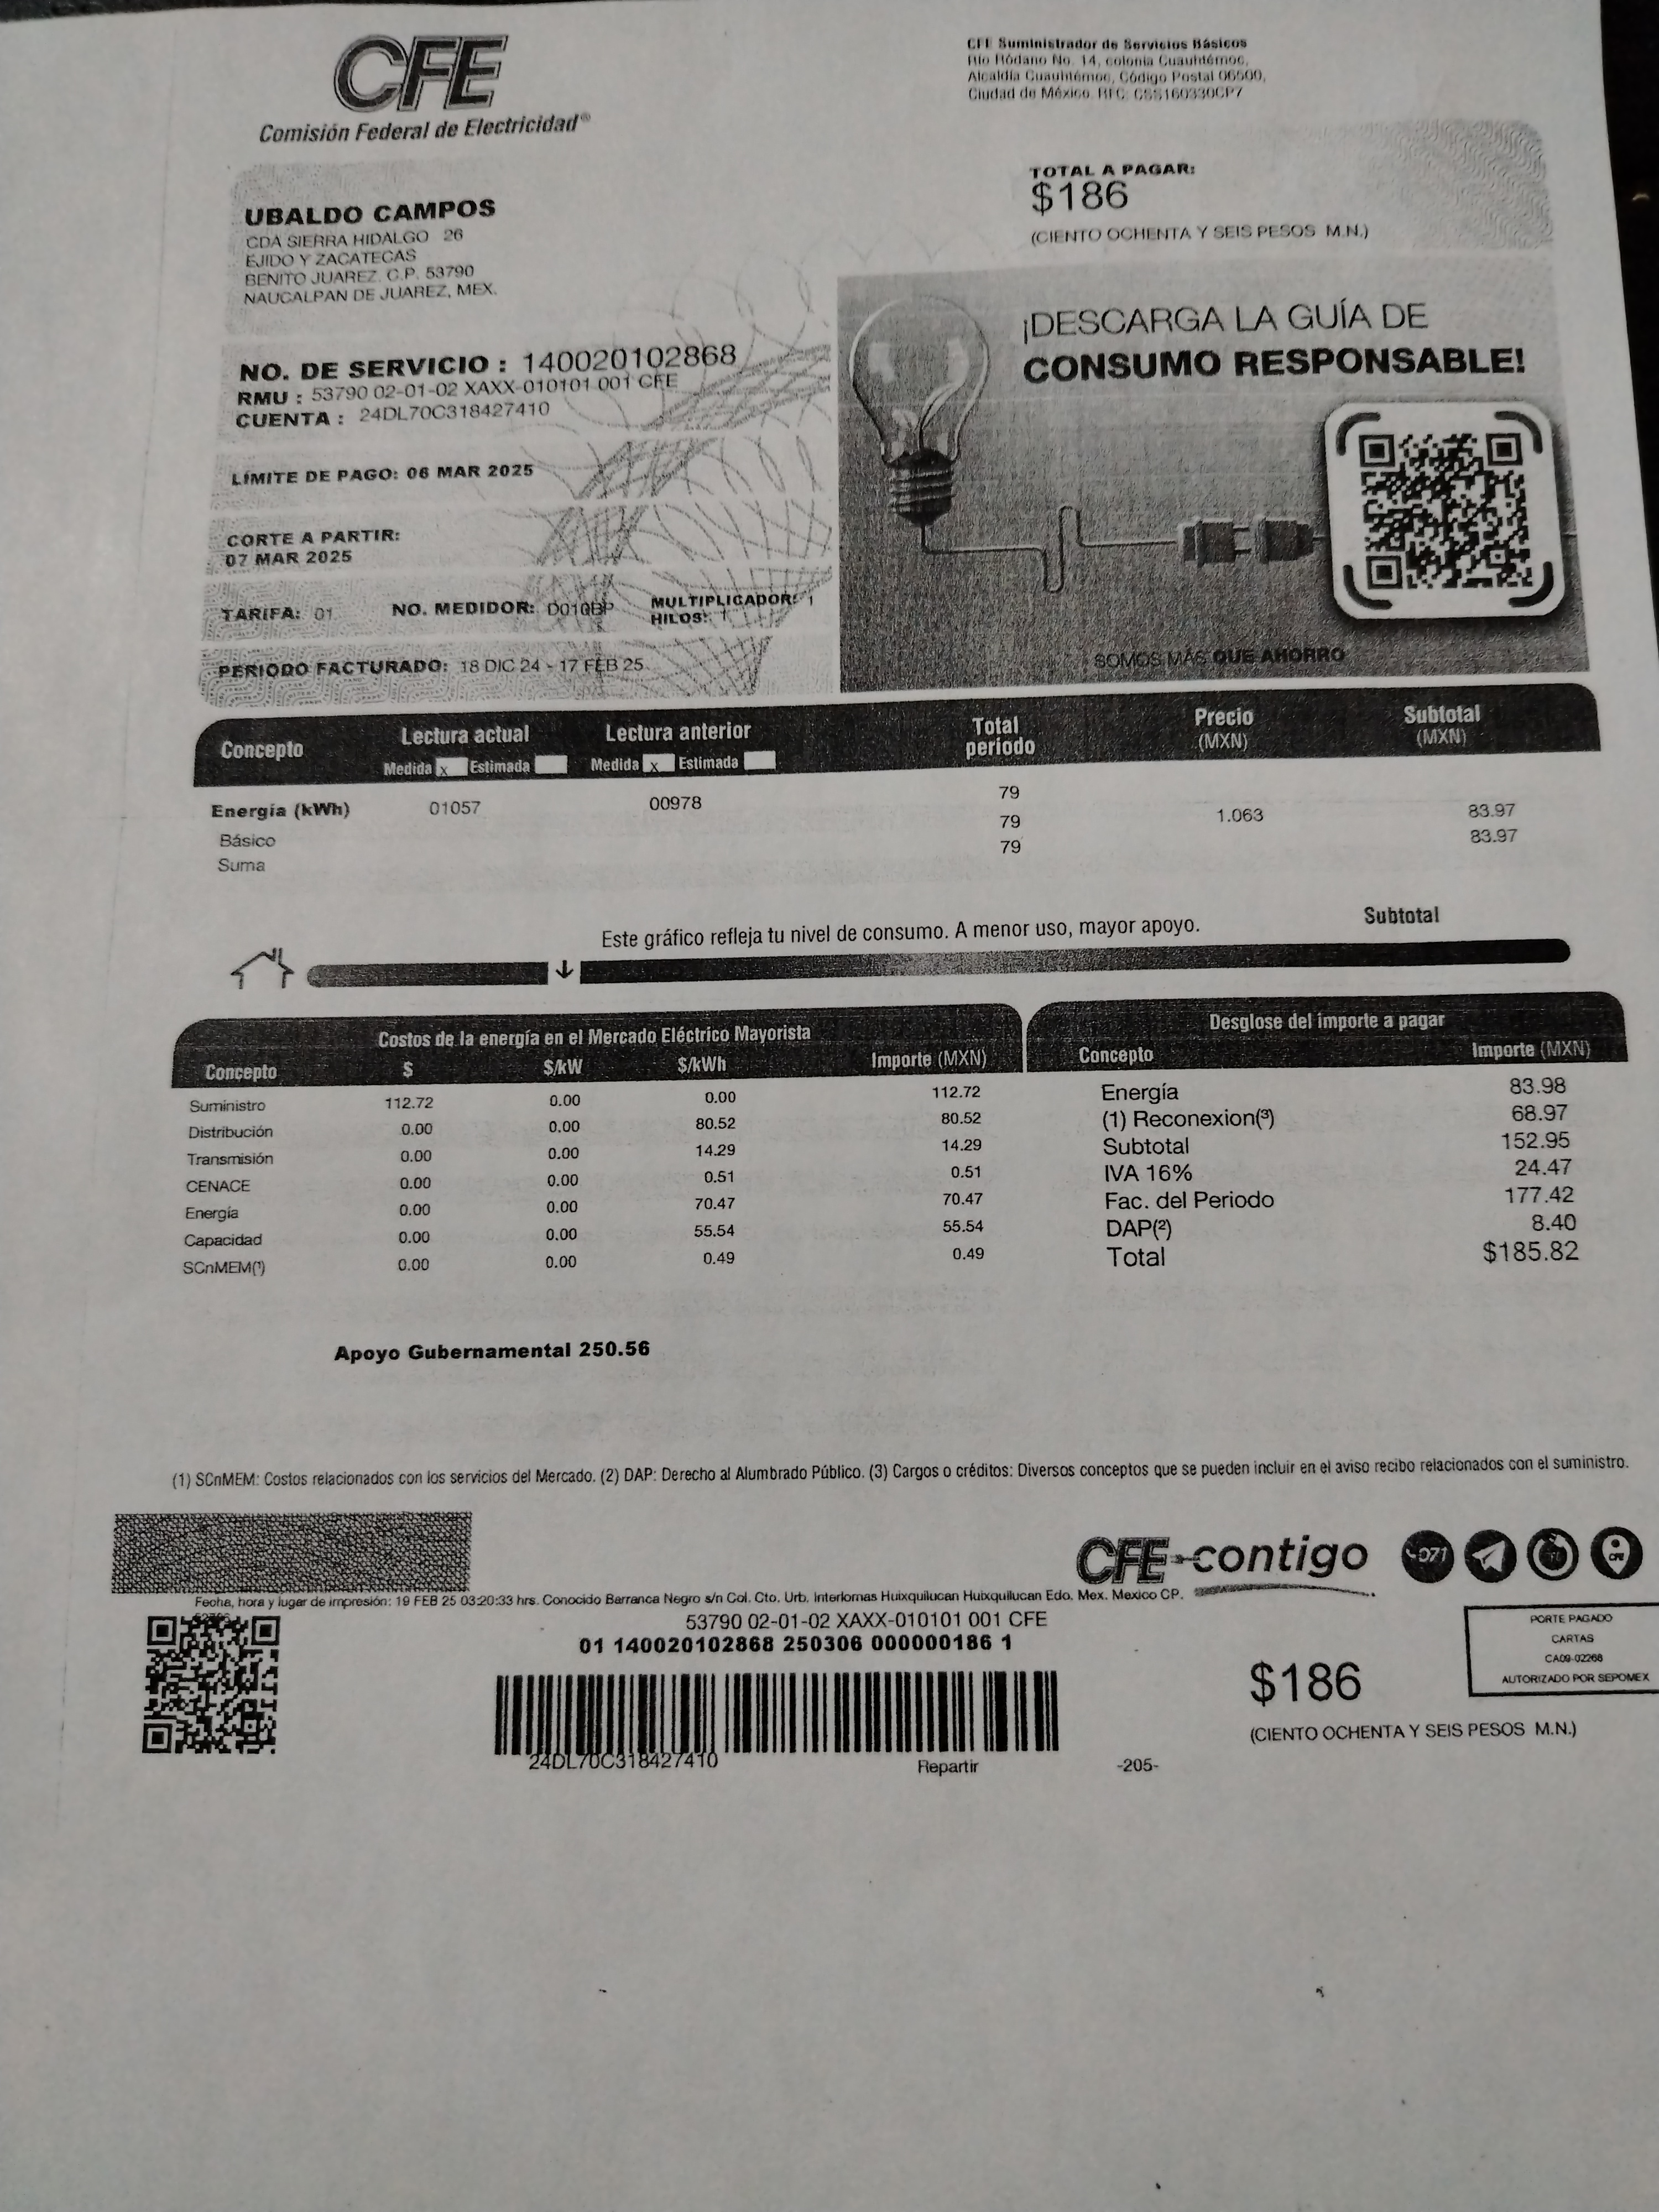 CFE
Comisión Federal de Electricidad®
CFE Suministrador de Servicios Básicos
Río Ródano No. 14, colonia Cuauhtémoc,
Alcaldía Cuauhtémoc, Código Postal 06500,
Ciudad de México. RFC: CSS160330CP7
TOTAL A PAGAR:
$186
(CIENTO OCHENTA Y SEIS PESOS M.N.)
UBALDO CAMPOS
CDA SIERRA HIDALGO 26
EJIDO Y ZACATECAS
BENITO JUAREZ. C.P. 53790
NAUCALPAN DE JUAREZ, MEX.
NO. DE SERVICIO : 140020102868
RMU : 53790 02-01-02 XAXX-010101 001 CFE
CUENTA : 24DL70C318427410
LÍMITE DE PAGO: 06 MAR 2025
CORTE A PARTIR:
07 MAR 2025
TARIFA: 01 NO. MEDIDOR: MULTIPLICADOR: 1
HILOS: 1
PERIODO FACTURADO: 18 DIC 24 - 17 FEB 25
¡DESCARGA LA GUÍA DE
CONSUMO RESPONSABLE!
SOMOS MÁS QUE AHORRO
Concepto Lectura actual Lectura anterior Total periodo Precio (MXN) Subtotal (MXN)
Medida x Estimada Medida x Estimada
Energía (kWh) 01057 00978 79
Básico 79 1.063 83.97
Suma 79 83.97
Este gráfico refleja tu nivel de consumo. A menor uso, mayor apoyo.
Subtotal
Costos de la energía en el Mercado Eléctrico Mayorista
Concepto $ $/kW $/kWh Importe (MXN)
Suministro 112.72 0.00 0.00 112.72
Distribución 0.00 0.00 80.52 80.52
Transmisión 0.00 0.00 14.29 14.29
CENACE 0.00 0.00 0.51 0.51
Energía 0.00 0.00 70.47 70.47
Capacidad 0.00 0.00 55.54 55.54
SCnMEM(¹) 0.00 0.00 0.49 0.49
Desglose del importe a pagar
Concepto Importe (MXN)
Energía 83.98
(1) Reconexion(³) 68.97
Subtotal 152.95
IVA 16% 24.47
Fac. del Periodo 177.42
DAP(²) 8.40
Total $185.82
Apoyo Gubernamental 250.56
(1) SCnMEM: Costos relacionados con los servicios del Mercado. (2) DAP: Derecho al Alumbrado Público. (3) Cargos o créditos: Diversos conceptos que se pueden incluir en el aviso recibo relacionados con el suministro.
CFE contigo
071
Fecha, hora y lugar de impresión: 19 FEB 25 03:20:33 hrs. Conocido Barranca Negro s/n Col. Cto. Urb. Interlomas Huixquilucan Huixquilucan Edo. Mex. Mexico CP.
53790 02-01-02 XAXX-010101 001 CFE
01 140020102868 250306 000000186 1
24DL70C318427410
Repartir
-205-
$186
(CIENTO OCHENTA Y SEIS PESOS M.N.)
PORTE PAGADO
CARTAS
CA09-02268
AUTORIZADO POR SEPOMEX